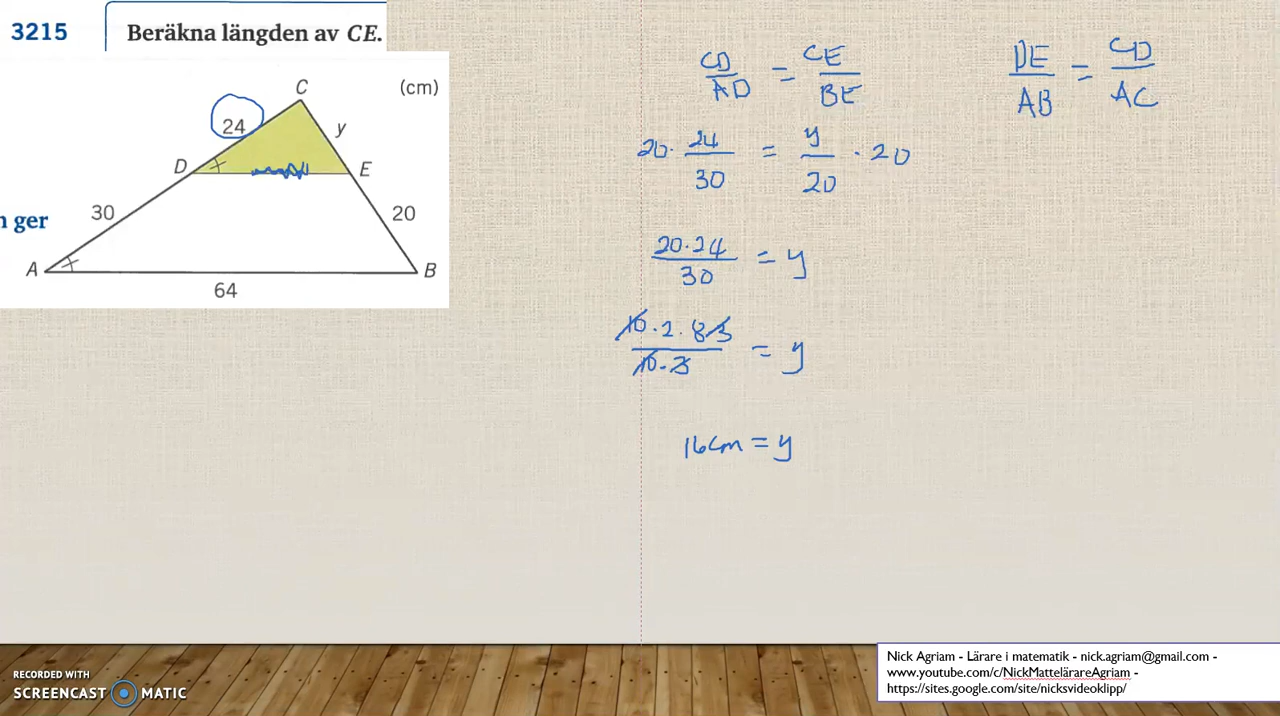 3215 Beräkna längden av CE.
C (cm)
24 y
D E
n ger
30 20
A B
64
CD/AD = CE/BE
20 · 24/30 = y/20 · 20
20·24/30 = y
10·2·8·3/10·3 = y
16cm = y
DE/AB = CD/AC
RECORDED WITH
SCREENCAST MATIC
Nick Agriam - Lärare i matematik - nick.agriam@gmail.com -
www.youtube.com/c/NickMattelärareAgriam -
https://sites.google.com/site/nicksvideoklipp/